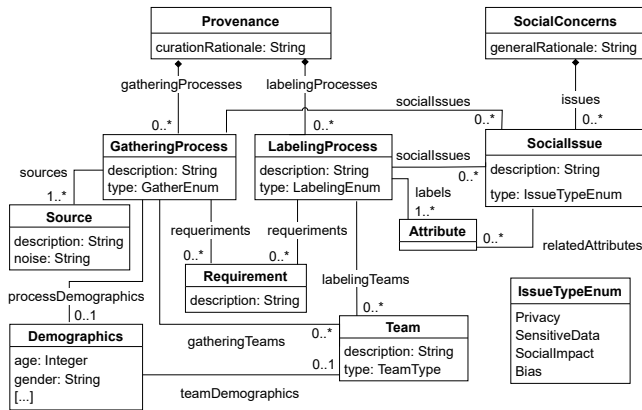 Provenance
curationRationale: String
SocialConcerns
generalRationale: String
gatheringProcesses
labelingProcesses
socialIssues
issues
0..*
0..*
0..*
0..*
GatheringProcess
description: String
type: GatherEnum
LabelingProcess
description: String
type: LabelingEnum
socialIssues
0..*
SocialIssue
description: String
type: IssueTypeEnum
sources
1..*
labels
1..*
Source
description: String
noise: String
requeriments
requeriments
Attribute
0..*
relatedAttributes
0..*
0..*
Requirement
description: String
labelingTeams
0..*
processDemographics
0..1
IssueTypeEnum
Privacy
SensitiveData
SocialImpact
Bias
Demographics
age: Integer
gender: String
[...]
gatheringTeams
0..*
Team
description: String
type: TeamType
0..1
teamDemographics